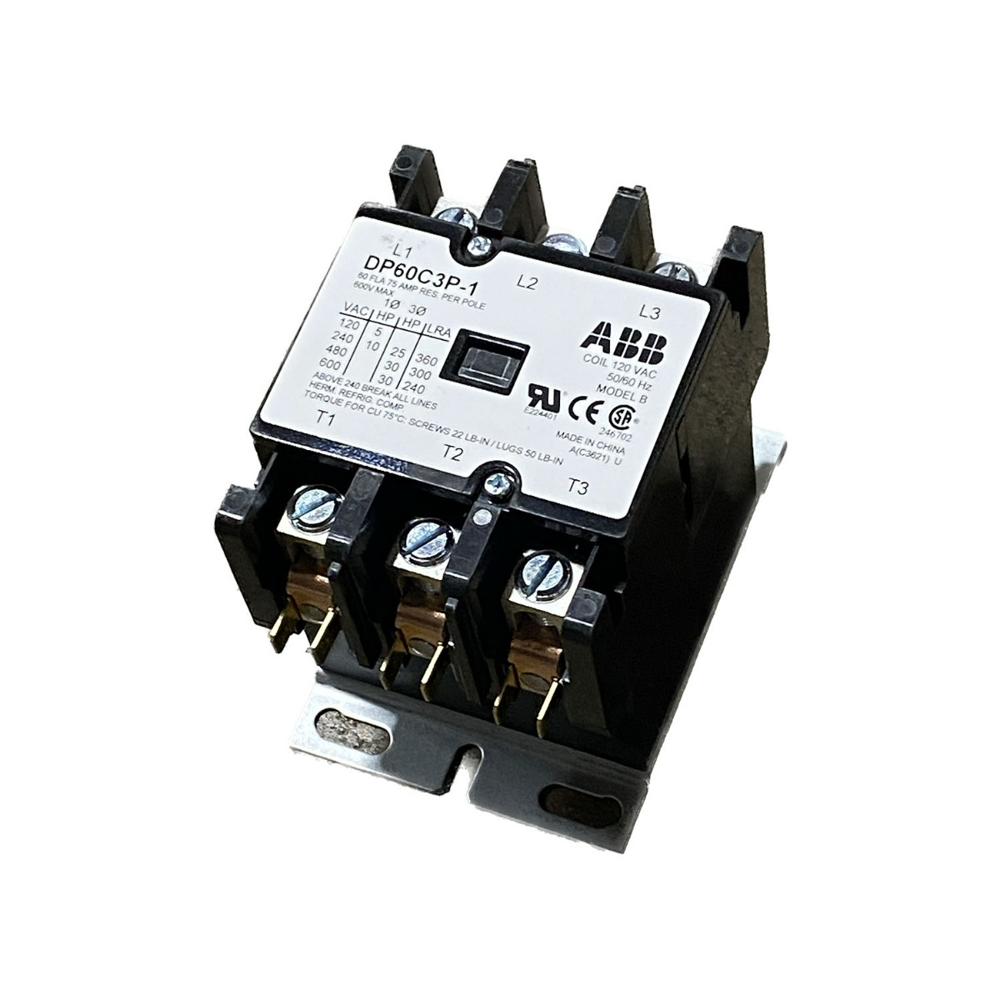 L1
L2
L3
DP60C3P-1
60 FLA 75 AMP RES. PER POLE
600V MAX
1Ø 3Ø
VAC HP HP LRA
120 5
240 10 25 360
480 30 300
600 30 240
ABOVE 240 BREAK ALL LINES
HERM. REFRIG. COMP.
TORQUE FOR CU 75°C; SCREWS 22 LB-IN / LUGS 50 LB-IN
ABB
COIL 120 VAC
50/60 Hz
MODEL B
E224401
CE
246702
MADE IN CHINA
A(C3621) U
T1
T2
T3